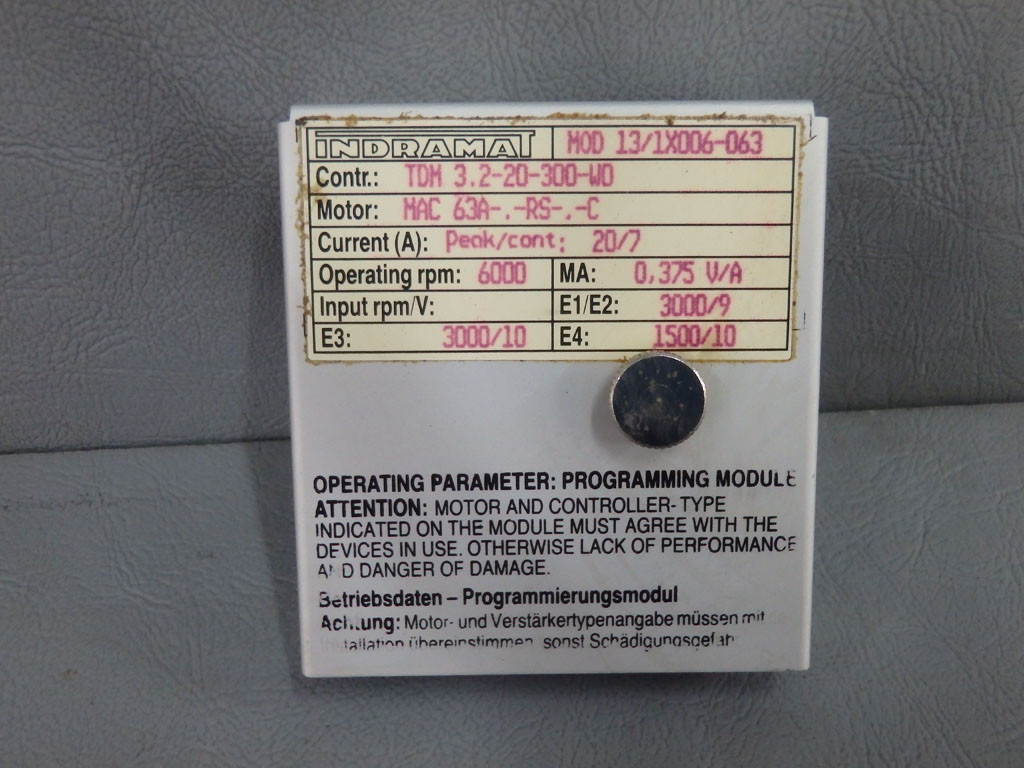 INDRAMAT MOD 13/1X006-063
Contr.: TDM 3.2-20-300-W0
Motor: MAC 63A-.-RS-.-C
Current (A): Peak/cont: 20/7
Operating rpm: 6000 MA: 0,375 V/A
Input rpm/V: E1/E2: 3000/9
E3: 3000/10 E4: 1500/10
OPERATING PARAMETER: PROGRAMMING MODULE
ATTENTION: MOTOR AND CONTROLLER-TYPE
INDICATED ON THE MODULE MUST AGREE WITH THE
DEVICES IN USE. OTHERWISE LACK OF PERFORMANCE
AND DANGER OF DAMAGE.
Betriebsdaten – Programmierungsmodul
Achtung: Motor- und Verstärkertypenangabe müssen mit
Installation übereinstimmen sonst Schädigungsgefahr